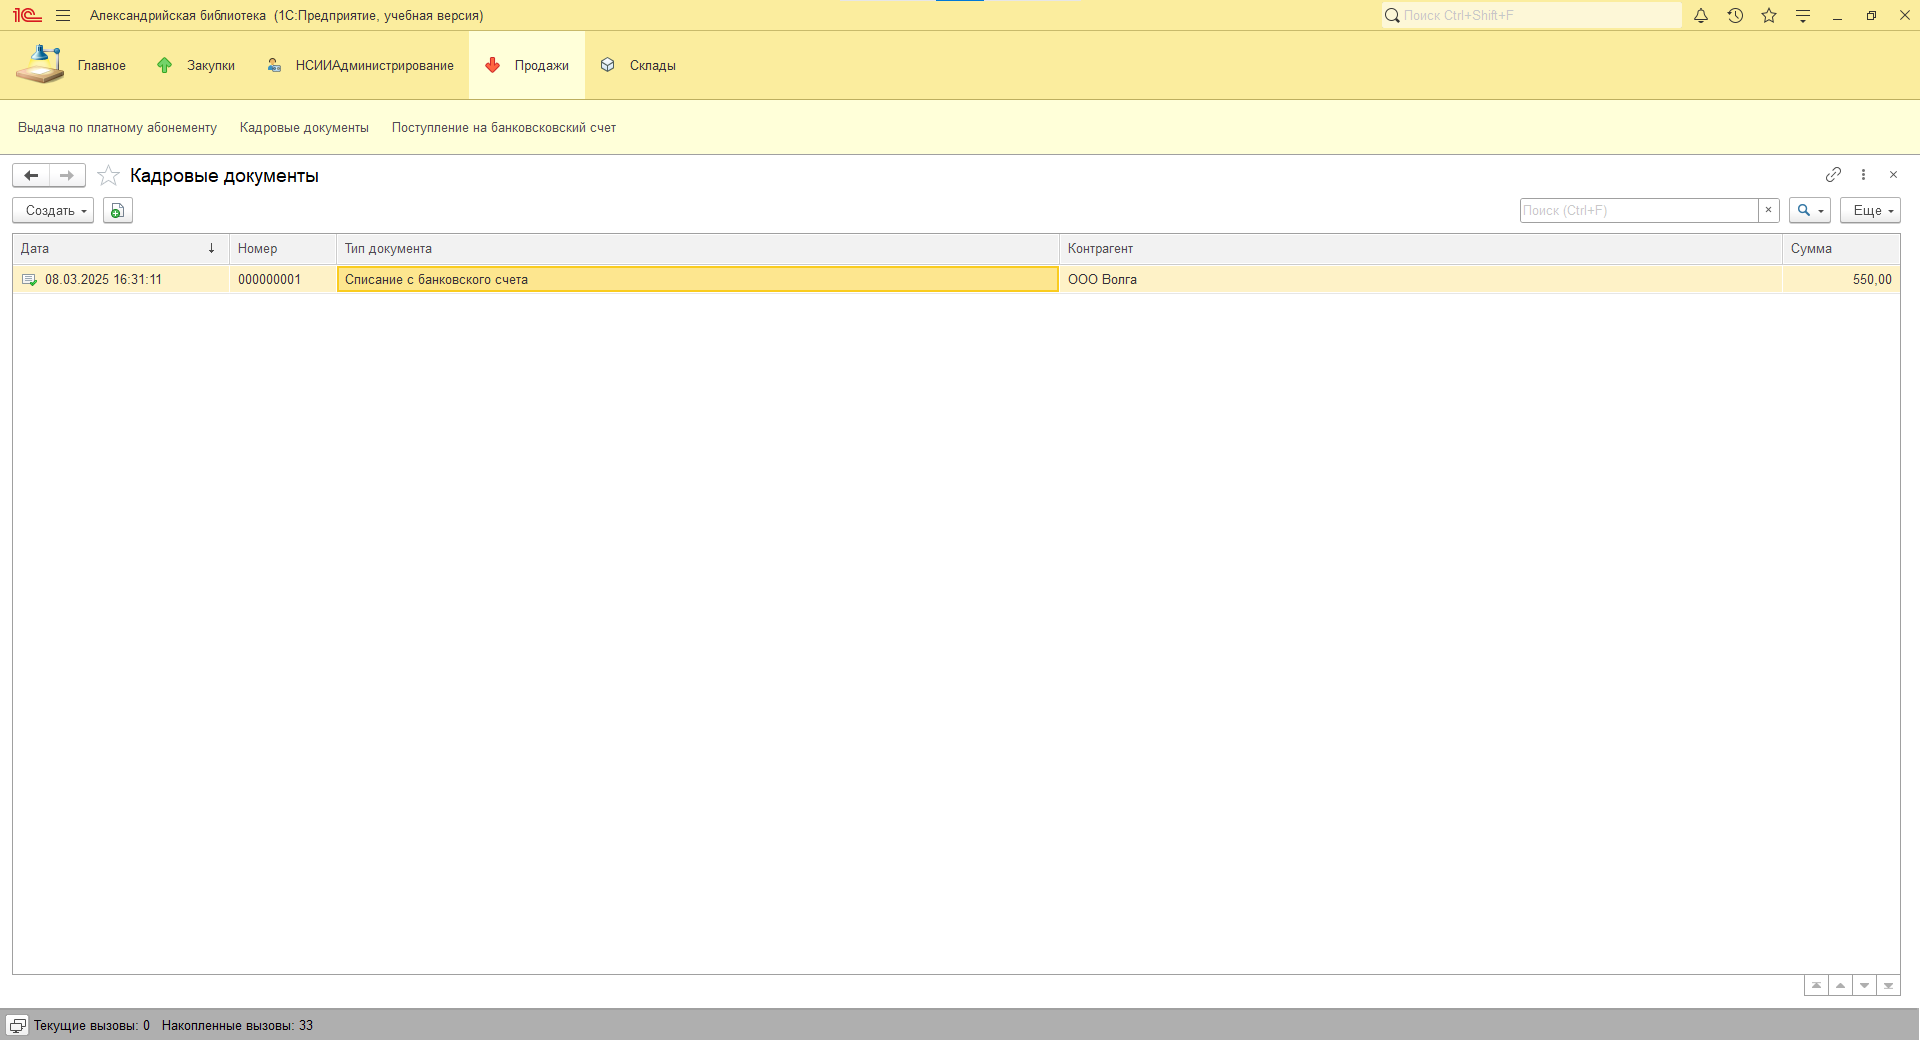 1С Александрийская библиотека (1С:Предприятие, учебная версия) Поиск Ctrl+Shift+F
Главное Закупки НСИИАдминистрирование Продажи Склады
Выдача по платному абонементу Кадровые документы Поступление на банковсковский счет
Кадровые документы
Создать Поиск (Ctrl+F) × Еще
Дата ↓ Номер Тип документа Контрагент Сумма
08.03.2025 16:31:11 000000001 Списание с банковского счета ООО Волга 550,00
Текущие вызовы: 0 Накопленные вызовы: 33